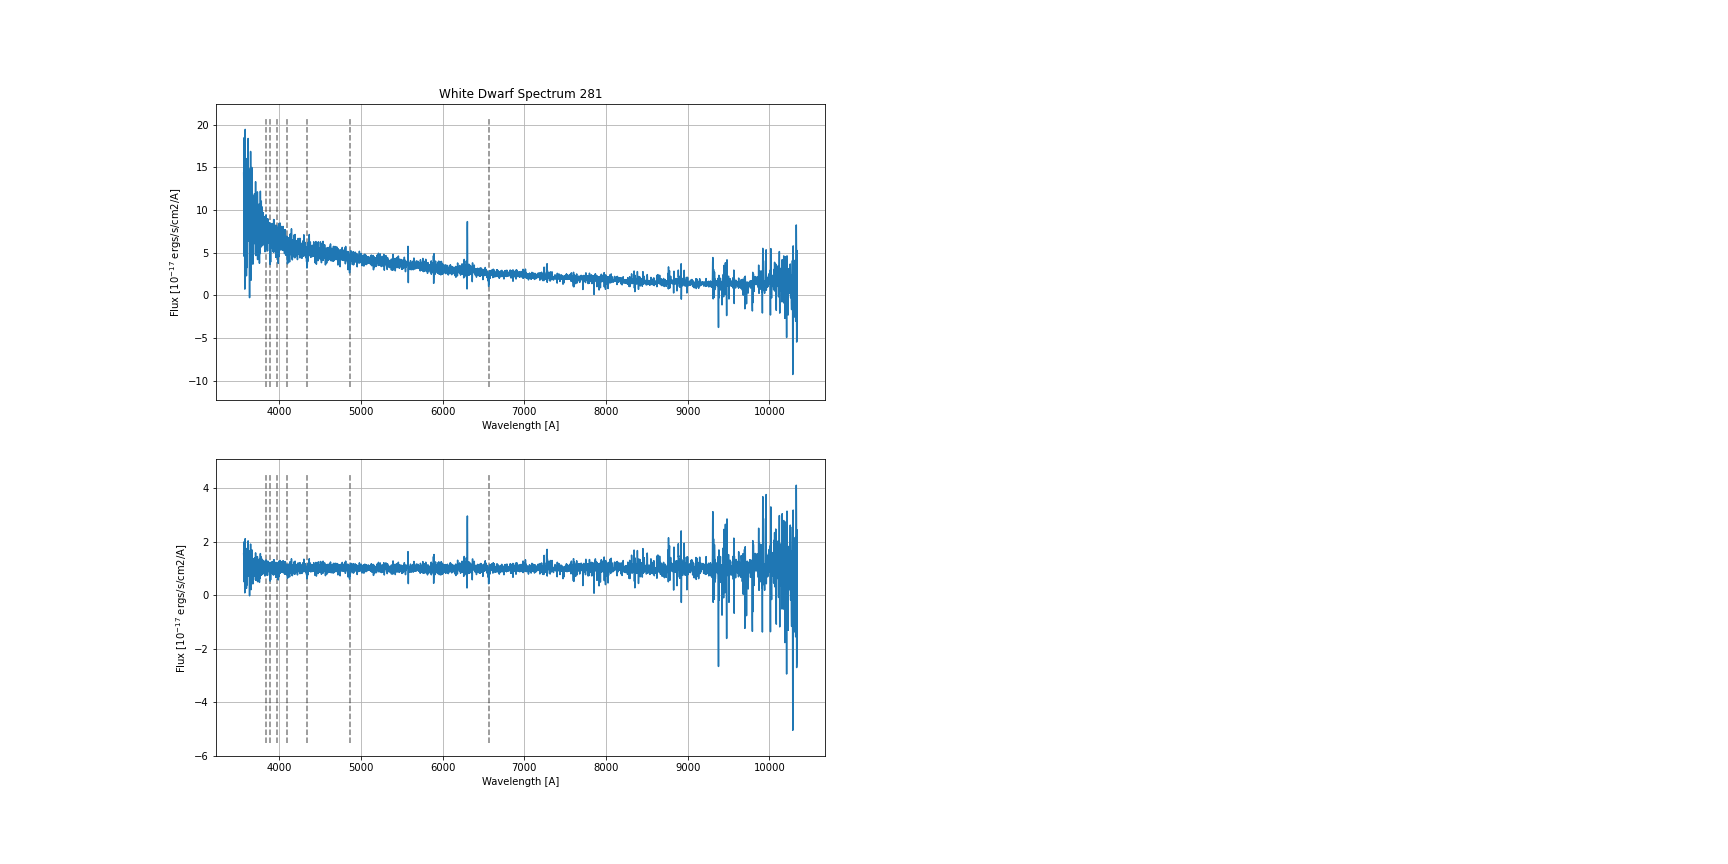 White Dwarf Spectrum 281
20
15
10
5
0
−5
−10
Flux [10⁻¹⁷ ergs/s/cm2/A]
4000 5000 6000 7000 8000 9000 10000
Wavelength [A]
4
2
0
−2
−4
−6
Flux [10⁻¹⁷ ergs/s/cm2/A]
4000 5000 6000 7000 8000 9000 10000
Wavelength [A]